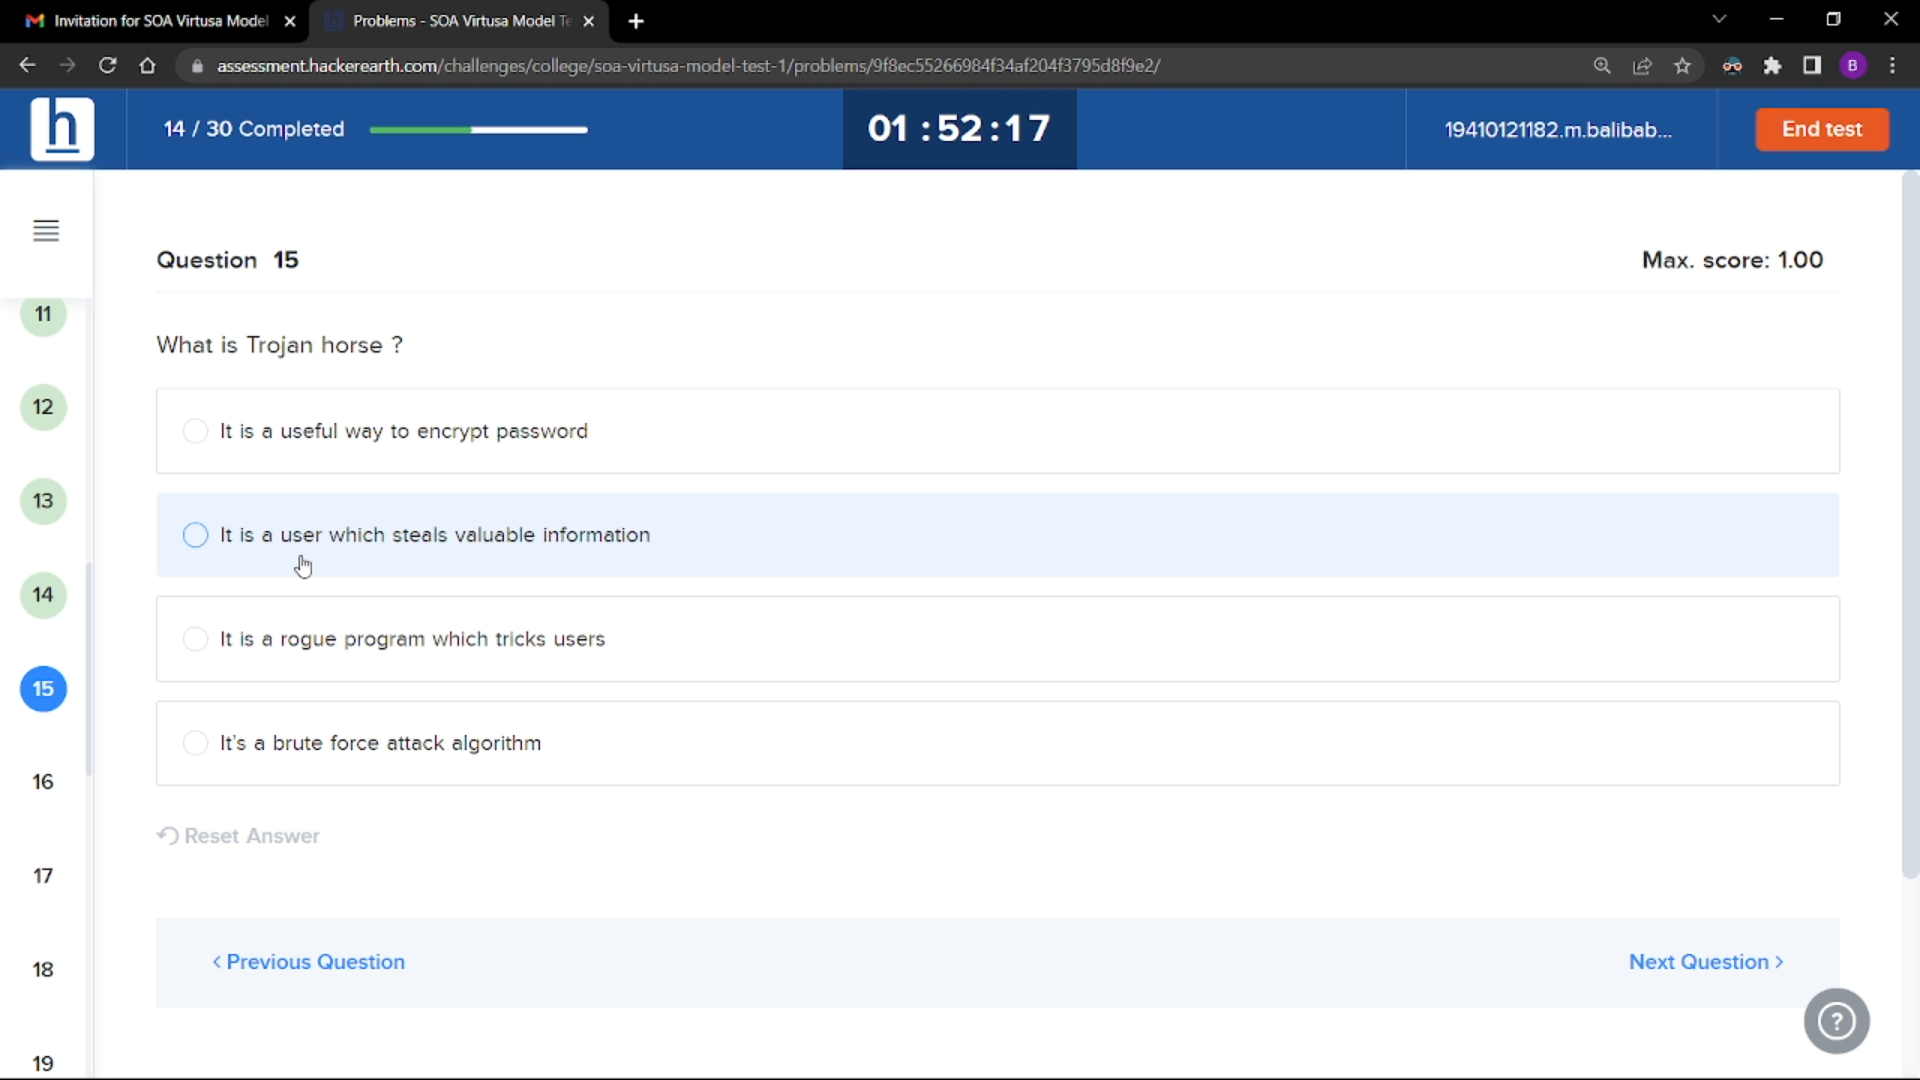 Invitation for SOA Virtusa Model
Problems - SOA Virtusa Model Te
assessment.hackerearth.com/challenges/college/soa-virtusa-model-test-1/problems/9f8ec55266984f34af204f3795d8f9e2/
B
h
14 / 30 Completed
01 : 52 : 17
19410121182.m.balibab...
End test
Question 15
Max. score: 1.00
11
What is Trojan horse ?
12
It is a useful way to encrypt password
13
It is a user which steals valuable information
14
It is a rogue program which tricks users
15
It's a brute force attack algorithm
16
Reset Answer
17
< Previous Question
Next Question >
18
?
19